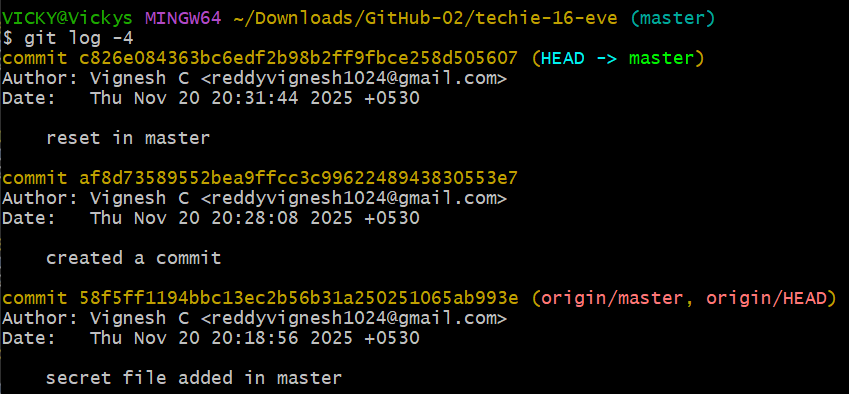 VICKY@Vickys MINGW64 ~/Downloads/GitHub-02/techie-16-eve (master)
$ git log -4
commit c826e084363bc6edf2b98b2ff9fbce258d505607 (HEAD -> master)
Author: Vignesh C <reddyvignesh1024@gmail.com>
Date:   Thu Nov 20 20:31:44 2025 +0530
    reset in master
commit af8d73589552bea9ffcc3c9962248943830553e7
Author: Vignesh C <reddyvignesh1024@gmail.com>
Date:   Thu Nov 20 20:28:08 2025 +0530
    created a commit
commit 58f5ff1194bbc13ec2b56b31a250251065ab993e (origin/master, origin/HEAD)
Author: Vignesh C <reddyvignesh1024@gmail.com>
Date:   Thu Nov 20 20:18:56 2025 +0530
    secret file added in master